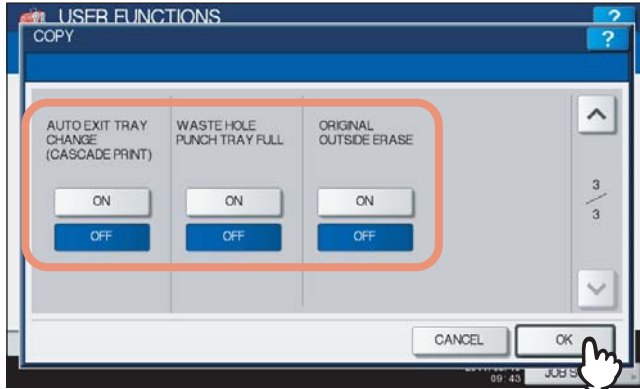 USER FUNCTIONS
?
COPY
?
AUTO EXIT TRAY
CHANGE
(CASCADE PRINT)
WASTE HOLE
PUNCH TRAY FULL
ORIGINAL
OUTSIDE ERASE
ON
ON
ON
OFF
OFF
OFF
3
3
CANCEL
OK
09:43